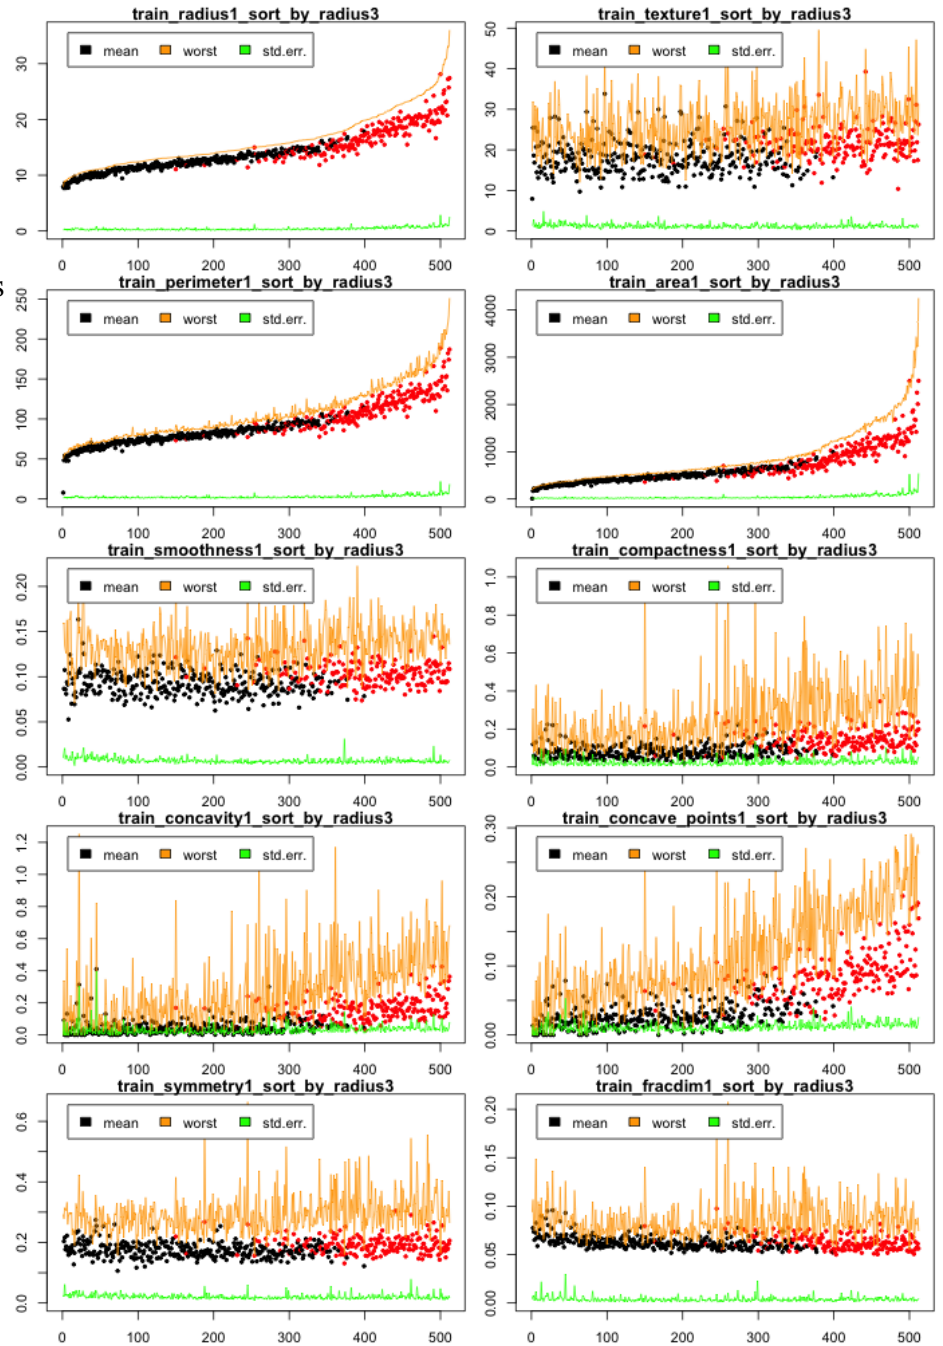 train_radius1_sort_by_radius3
mean worst std.err.
0 10 20 30
0 100 200 300 400 500
train_texture1_sort_by_radius3
mean worst std.err.
0 10 20 30 40 50
0 100 200 300 400 500
s
train_perimeter1_sort_by_radius3
mean worst std.err.
0 50 100 150 200 250
0 100 200 300 400 500
train_area1_sort_by_radius3
mean worst std.err.
0 1000 2000 3000 4000
0 100 200 300 400 500
train_smoothness1_sort_by_radius3
mean worst std.err.
0.00 0.05 0.10 0.15 0.20
0 100 200 300 400 500
train_compactness1_sort_by_radius3
mean worst std.err.
0.0 0.2 0.4 0.6 0.8 1.0
0 100 200 300 400 500
train_concavity1_sort_by_radius3
mean worst std.err.
0.0 0.2 0.4 0.6 0.8 1.0 1.2
0 100 200 300 400 500
train_concave_points1_sort_by_radius3
mean worst std.err.
0.00 0.10 0.20 0.30
0 100 200 300 400 500
train_symmetry1_sort_by_radius3
mean worst std.err.
0.0 0.2 0.4 0.6
0 100 200 300 400 500
train_fracdim1_sort_by_radius3
mean worst std.err.
0.00 0.05 0.10 0.15 0.20
0 100 200 300 400 500